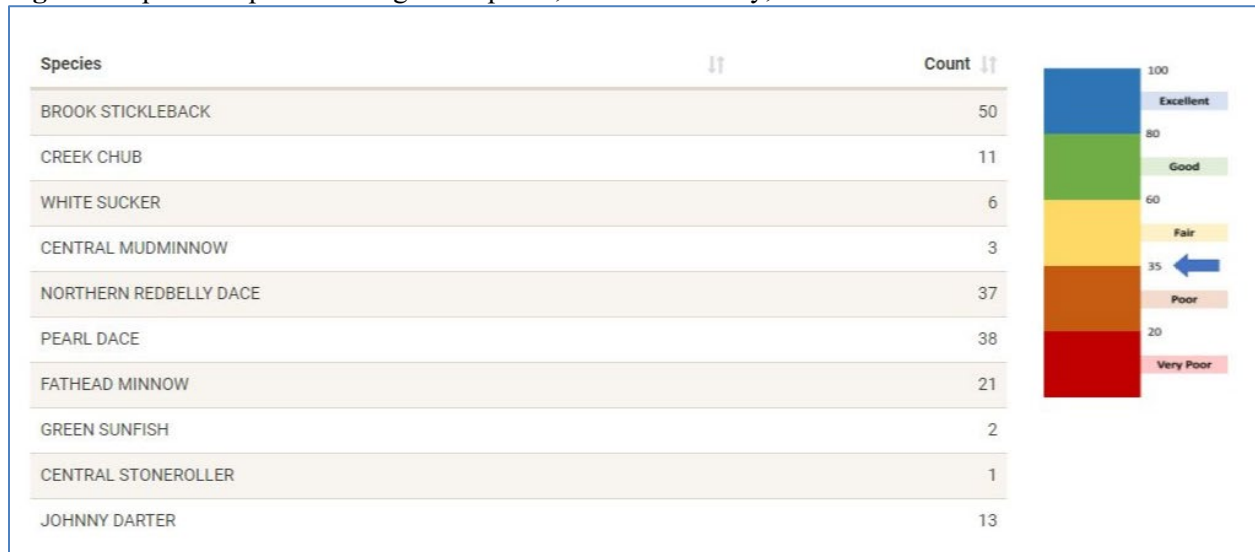 Species Count
BROOK STICKLEBACK 50
CREEK CHUB 11
WHITE SUCKER 6
CENTRAL MUDMINNOW 3
NORTHERN REDBELLY DACE 37
PEARL DACE 38
FATHEAD MINNOW 21
GREEN SUNFISH 2
CENTRAL STONEROLLER 1
JOHNNY DARTER 13
100
Excellent
80
Good
60
Fair
35
Poor
20
Very Poor